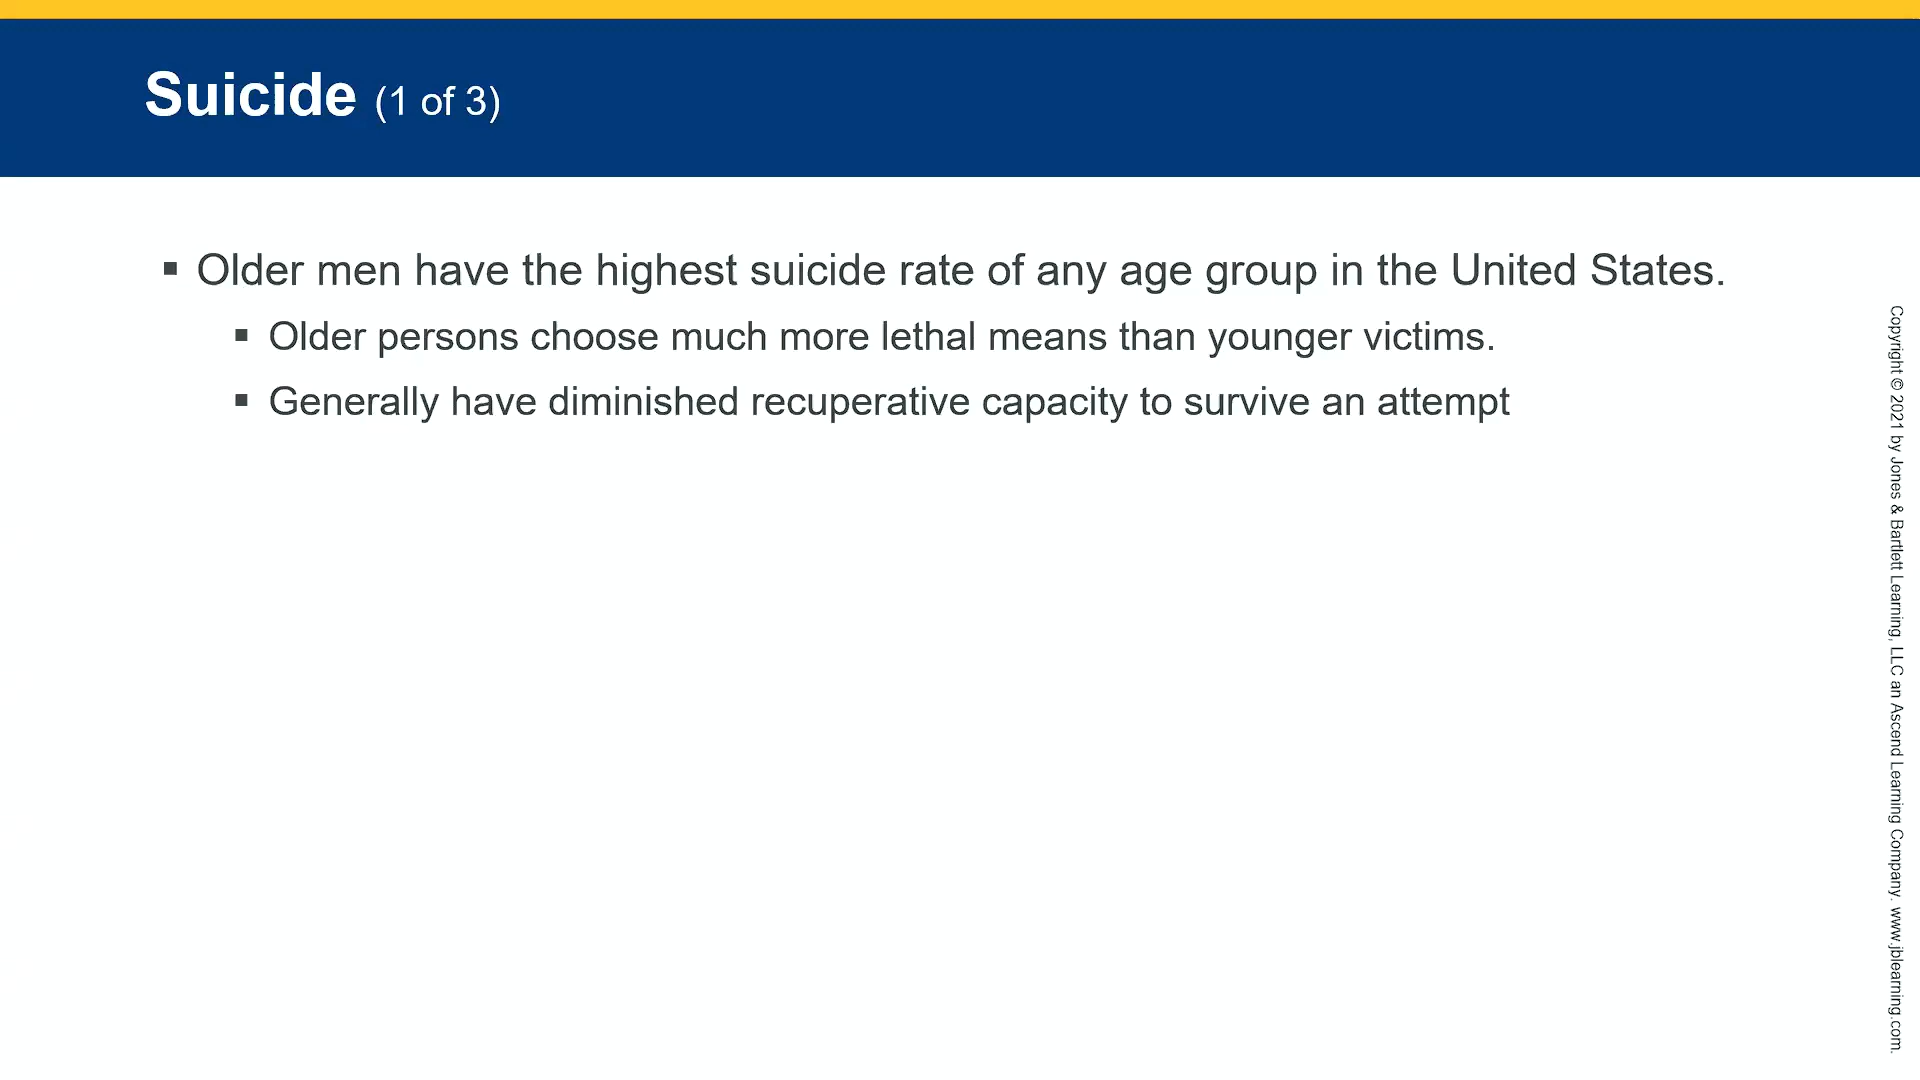 Suicide (1 of 3)
▪ Older men have the highest suicide rate of any age group in the United States.
▪ Older persons choose much more lethal means than younger victims.
▪ Generally have diminished recuperative capacity to survive an attempt
Copyright © 2021 by Jones & Bartlett Learning, LLC an Ascend Learning Company. www.jblearning.com.